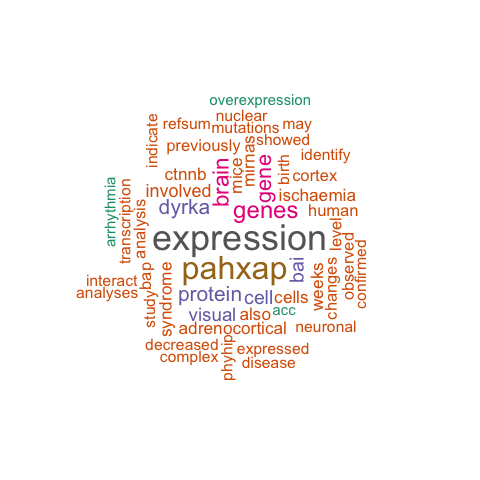 overexpression
nuclear
refsum
mutations
may
indicate
previously
mirnas
showed
identify
ctnnb
brain
mice
gene
birth
cortex
involved
ischaemia
arrhythmia
transcription
analysis
dyrka
genes
human
expression
level
pahxap
bai
observed
confirmed
interact
analyses
study
bap
syndrome
protein
cell
cells
weeks
changes
visual
also
acc
adrenocortical
neuronal
decreased
complex
phyhip
expressed
disease